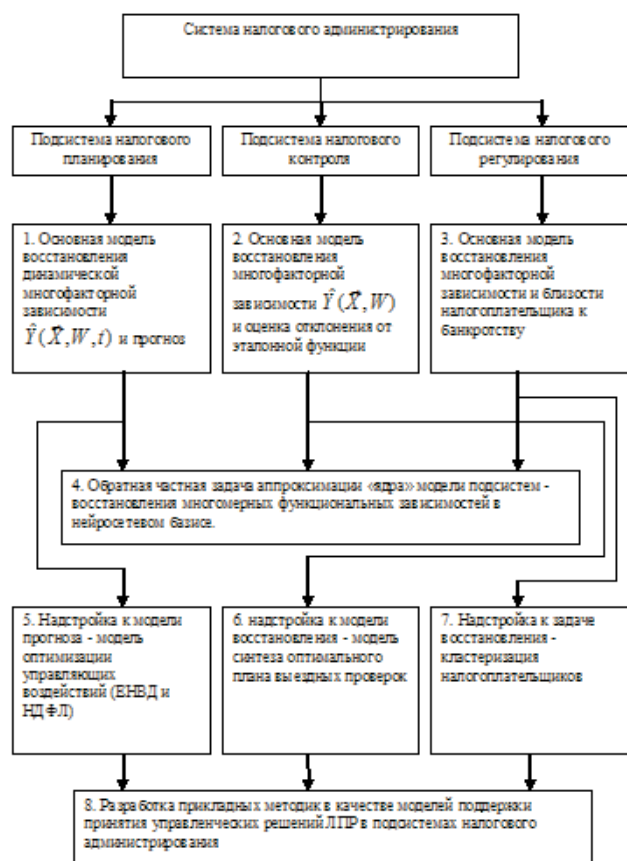 Система налогового администрирования
Подсистема налогового
планирования
Подсистема налогового
контроля
Подсистема налогового
регулирования
1. Основная модель
восстановления
динамической
многофакторной
зависимости
Ŷ(X⃗,W,t) и прогноз
2. Основная модель
восстановления
многофакторной
зависимости Ŷ(X⃗,W)
и оценка отклонения от
эталонной функции
3. Основная модель
восстановления
многофакторной
зависимости и близости
налогоплательщика к
банкротству
4. Обратная частная задача аппроксимации «ядра» модели подсистем -
восстановления многомерных функциональных зависимостей в
нейросетевом базисе.
5. Надстройка к модели
прогноза - модель
оптимизации
управляющих
воздействий (ЕНВД и
НДФЛ)
6. надстройка к модели
восстановления - модель
синтеза оптимального
плана выездных проверок
7. Надстройка к задаче
восстановления -
кластеризация
налогоплательщиков
8. Разработка прикладных методик в качестве моделей поддержки
принятия управленческих решений ЛПР в подсистемах налогового
администрирования